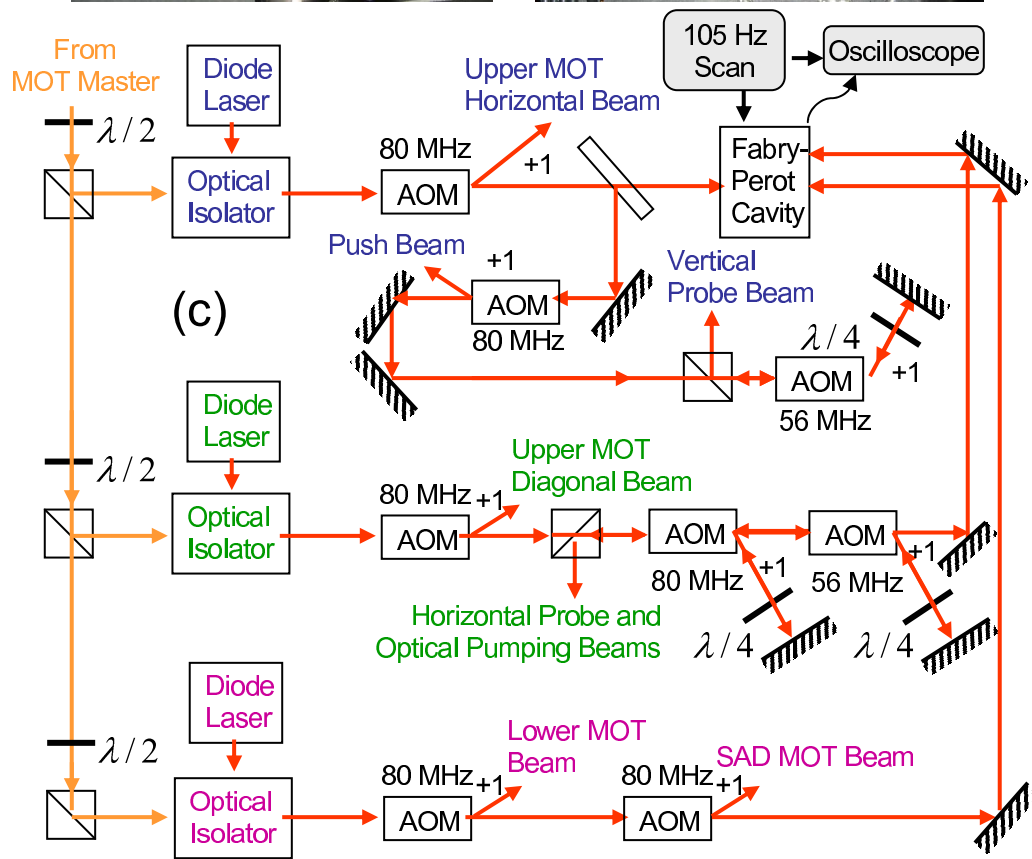 From
MOT Master
λ/2
Diode
Laser
Optical
Isolator
80 MHz
AOM
+1
Upper MOT
Horizontal Beam
105 Hz
Scan
Oscilloscope
Fabry-
Perot
Cavity
(c)
Push Beam
+1
AOM
80 MHz
Vertical
Probe Beam
λ/4
+1
AOM
56 MHz
λ/2
Diode
Laser
Optical
Isolator
80 MHz
AOM
+1
Upper MOT
Diagonal Beam
Horizontal Probe and
Optical Pumping Beams
AOM
80 MHz
+1
λ/4
AOM
56 MHz
+1
λ/4
λ/2
Diode
Laser
Optical
Isolator
80 MHz
AOM
+1
Lower MOT
Beam
80 MHz
AOM
+1
SAD MOT Beam